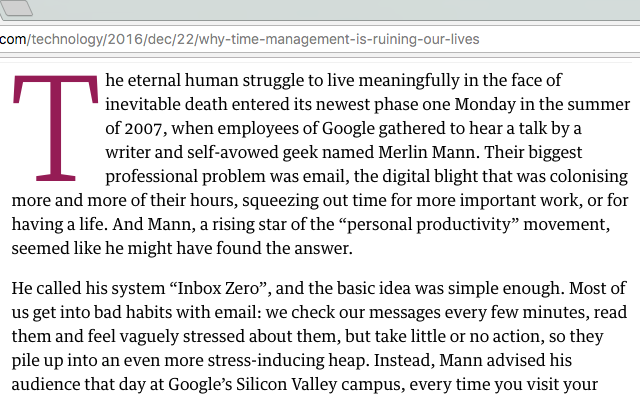 com/technology/2016/dec/22/why-time-management-is-ruining-our-lives
The eternal human struggle to live meaningfully in the face of
inevitable death entered its newest phase one Monday in the summer
of 2007, when employees of Google gathered to hear a talk by a
writer and self-avowed geek named Merlin Mann. Their biggest
professional problem was email, the digital blight that was colonising
more and more of their hours, squeezing out time for more important work, or for
having a life. And Mann, a rising star of the “personal productivity” movement,
seemed like he might have found the answer.
He called his system “Inbox Zero”, and the basic idea was simple enough. Most of
us get into bad habits with email: we check our messages every few minutes, read
them and feel vaguely stressed about them, but take little or no action, so they
pile up into an even more stress-inducing heap. Instead, Mann advised his
audience that day at Google’s Silicon Valley campus, every time you visit your